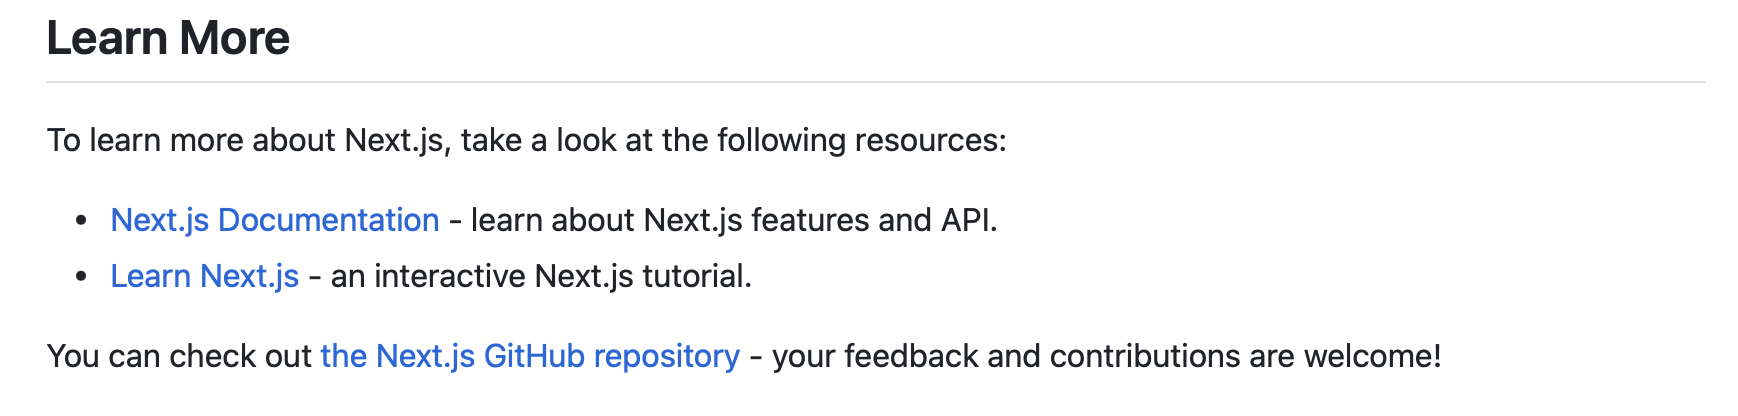 Learn More
To learn more about Next.js, take a look at the following resources:
• Next.js Documentation - learn about Next.js features and API.
• Learn Next.js - an interactive Next.js tutorial.
You can check out the Next.js GitHub repository - your feedback and contributions are welcome!